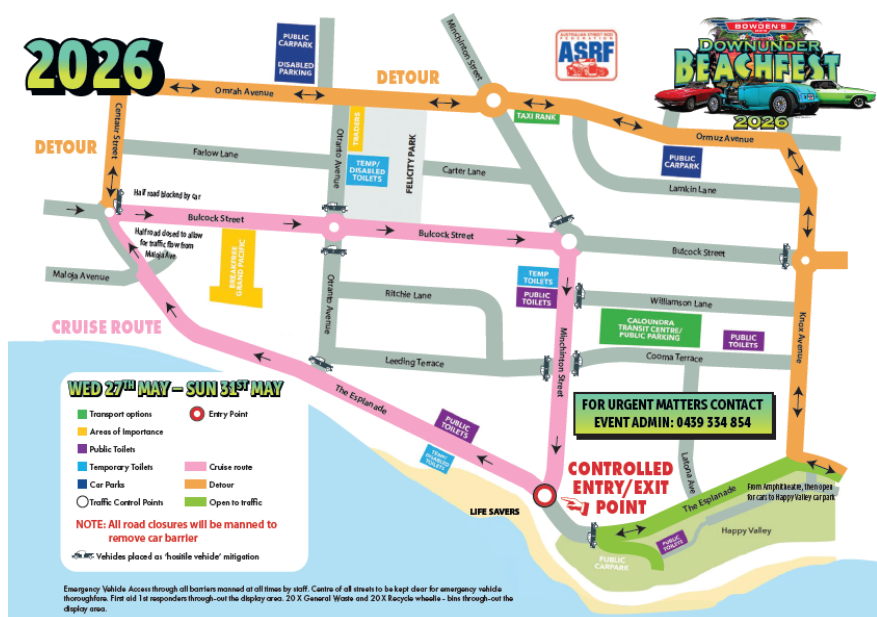 2026
PUBLIC
CARPARK
DISABLED
PARKING
Minchinton Street
AUSTRALIAN STREET ROD
FEDERATION
ASRF
BOWDEN'S
DOWNUNDER
BEACHFEST
2026
DETOUR
Omrah Avenue
TAXI RANK
Ormuz Avenue
Centaur Street
DETOUR
Otranto Avenue
TRADERS
FELICITY PARK
Farlow Lane
TEMP/
DISABLED
TOILETS
Carter Lane
PUBLIC
CARPARK
Lamkin Lane
Half road blocked by car
Bulcock Street
Bulcock Street
Bulcock Street
Half road closed to allow
for traffic flow from
Maloja Ave
BREAKFREE
GRAND PACIFIC
Maloja Avenue
Otranto Avenue
Ritchie Lane
TEMP
TOILETS
PUBLIC
TOILETS
Williamson Lane
CALOUNDRA
TRANSIT CENTRE/
PUBLIC PARKING
PUBLIC
TOILETS
Knox Avenue
CRUISE ROUTE
Minchinton Street
Leeding Terrace
Cooma Terrace
The Esplanade
WED 27TH MAY – SUN 31ST MAY
Transport options
Entry Point
Areas of Importance
Public Toilets
Temporary Toilets
Cruise route
Car Parks
Detour
Traffic Control Points
Open to traffic
NOTE: All road closures will be manned to
remove car barrier
Vehicles placed as 'hostile vehicle' mitigation
FOR URGENT MATTERS CONTACT
EVENT ADMIN: 0439 334 854
PUBLIC
TOILETS
TEMP/
DISABLED
TOILETS
Latona Ave
CONTROLLED
ENTRY/EXIT
POINT
LIFE SAVERS
From Amphitheatre, then open
for cars to Happy Valley car park
The Esplanade
Happy Valley
PUBLIC
TOILETS
PUBLIC
CARPARK
Emergency Vehicle Access through all barriers manned at all times by staff. Centre of all streets to be kept clear for emergency vehicle
thoroughfare. First aid 1st responders through-out the display area. 20 X General Waste and 20 X Recycle wheelie - bins through-out the
display area.